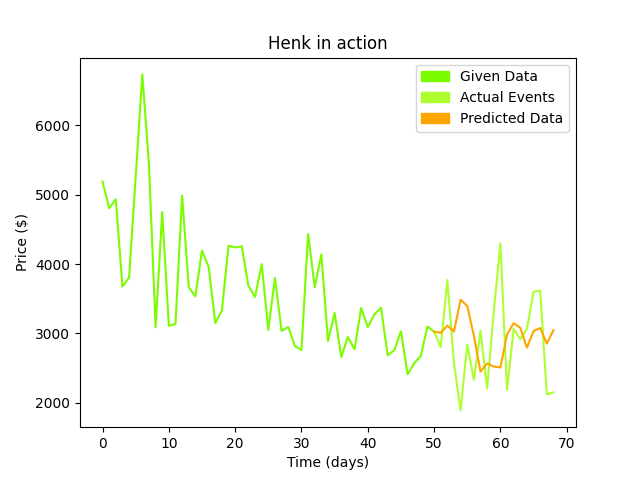 Henk in action
Given Data
Actual Events
Predicted Data
Price ($)
6000
5000
4000
3000
2000
0 10 20 30 40 50 60 70
Time (days)